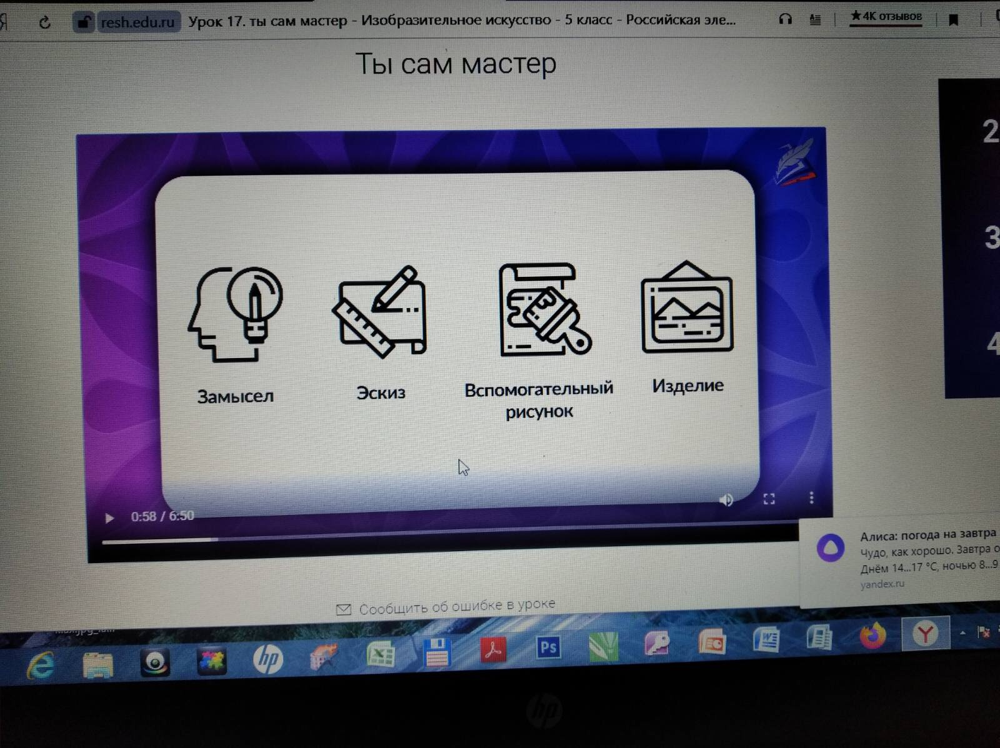 resh.edu.ru Урок 17. ты сам мастер - Изобразительное искусство - 5 класс - Российская эле... ★4К отзывов
Ты сам мастер
2
3
4
Замысел
Эскиз
Вспомогательный
рисунок
Изделие
0:58 / 6:50
Алиса: погода на завтра
Чудо, как хорошо. Завтра о
Днём 14...17 °C, ночью 8...9
yandex.ru
Сообщить об ошибке в уроке
hp
Ps
hp